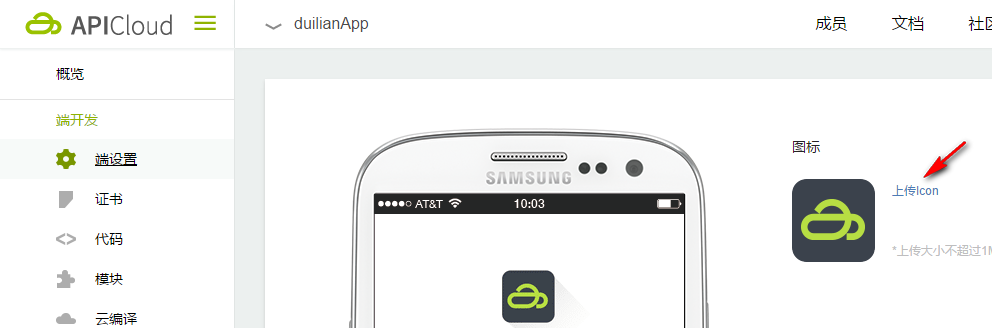 APICloud
duilianApp
成员
文档
社区
概览
端开发
端设置
证书
代码
模块
云编译
SAMSUNG
AT&T
10:03
图标
上传Icon
*上传大小不超过1M